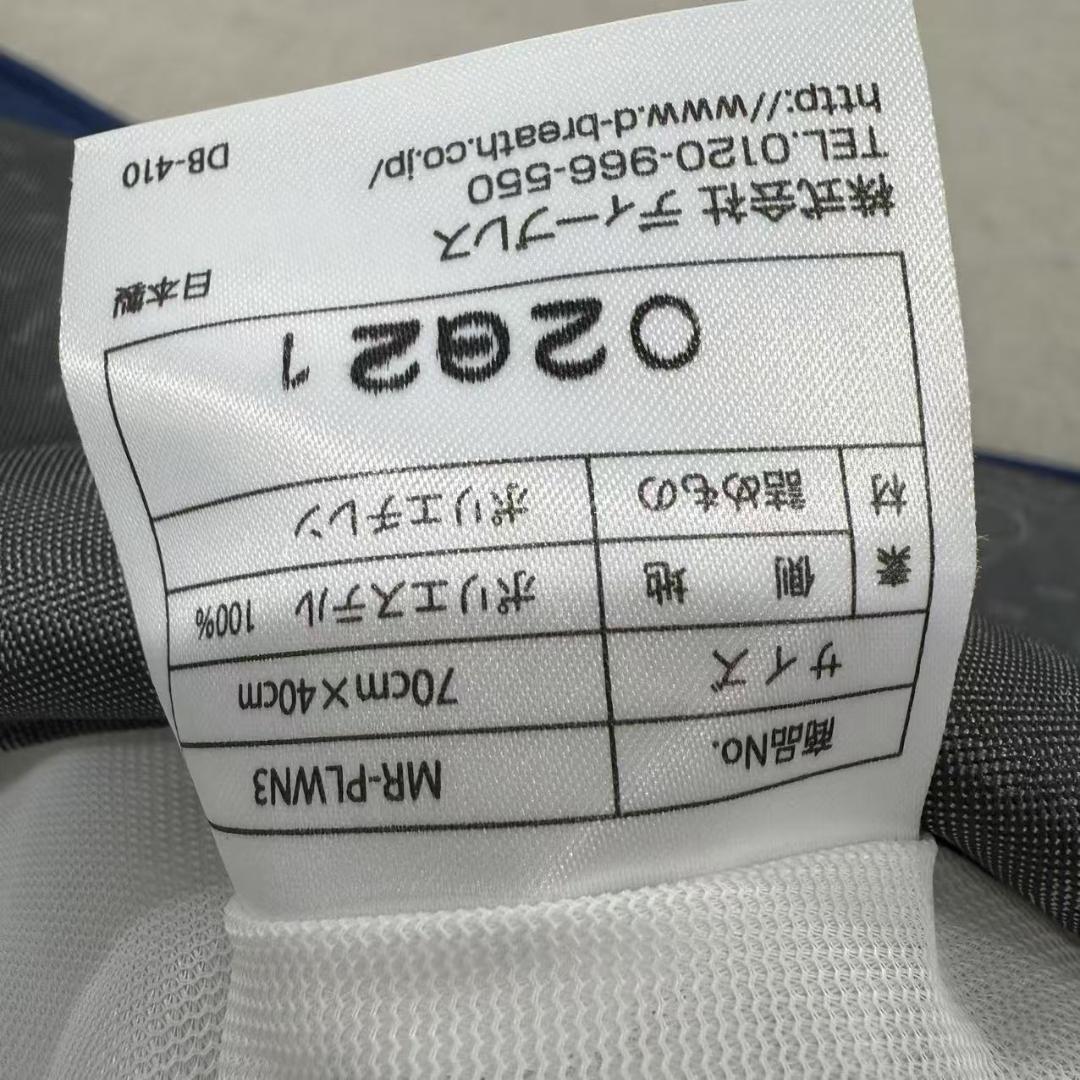 商品No. MR-PLWN3
サイズ 70cm×40cm
素材 側地 ポリエステル 100%
詰めもの ポリエチレン
O2021
日本製
株式会社 ディーブレス
TEL.0120-966-550
http://www.d-breath.co.jp/ DB-410